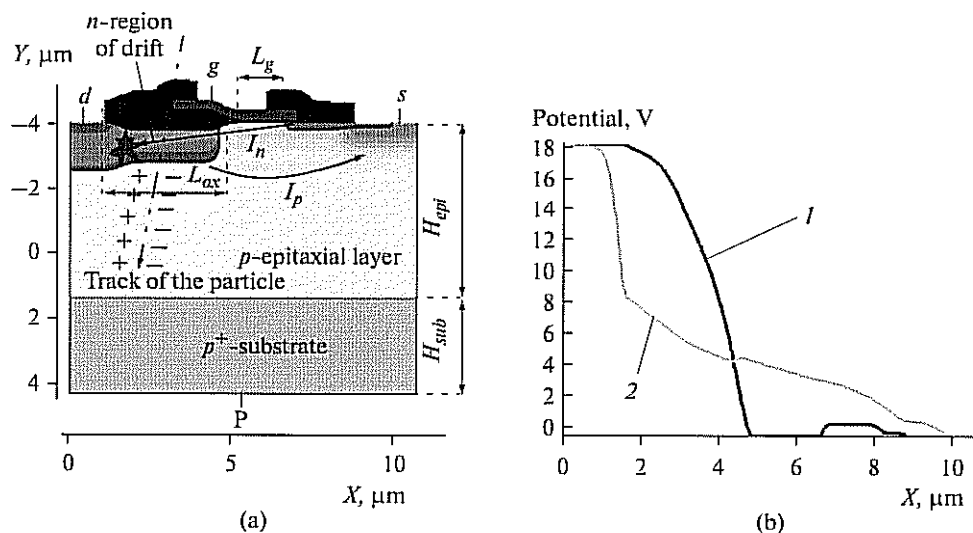 n-region
of drift
Y, μm
L_g
d
g
s
−4
I_n
L_ox
I_p
−2
H_epi
0
p-epitaxial layer
Track of the particle
2
p⁺-substrate
H_sub
4
P
0 5 10
X, μm
(a)
Potential, V
18
16
14
12
10
8
6
4
2
0
1
2
0 2 4 6 8 10
X, μm
(b)